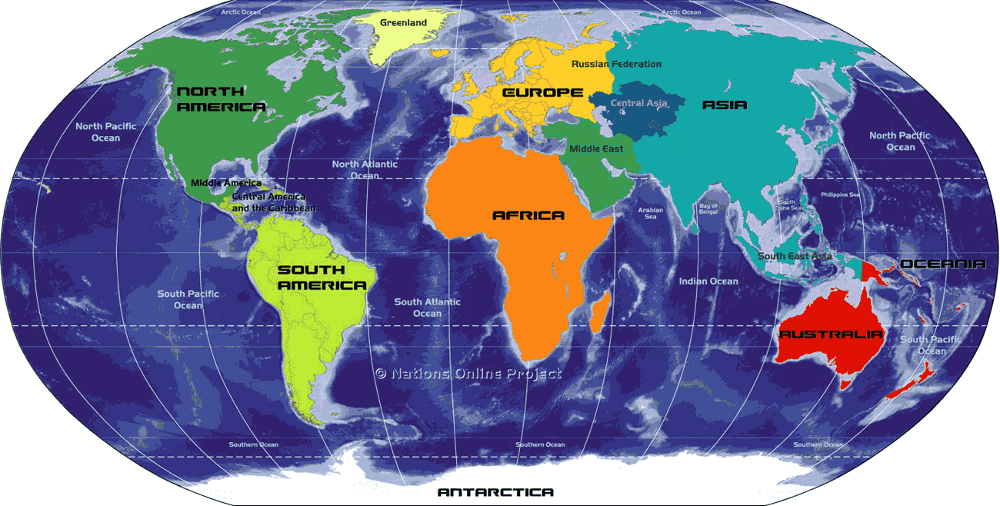 Arctic Ocean
Arctic Ocean
Greenland
Russian Federation
NORTH
AMERICA
EUROPE
Central Asia
ASIA
North Pacific
Ocean
North Pacific
Ocean
Middle East
North Atlantic
Ocean
Middle America
Central America
and the Caribbean
Philippine Sea
South
China Sea
Bay of
Bengal
Arabian
Sea
AFRICA
South East Asia
OCEANIA
SOUTH
AMERICA
Indian Ocean
South Pacific
Ocean
South Atlantic
Ocean
AUSTRALIA
South Pacific
Ocean
© Nations Online Project
Southern Ocean
Southern Ocean
Southern Ocean
ANTARCTICA